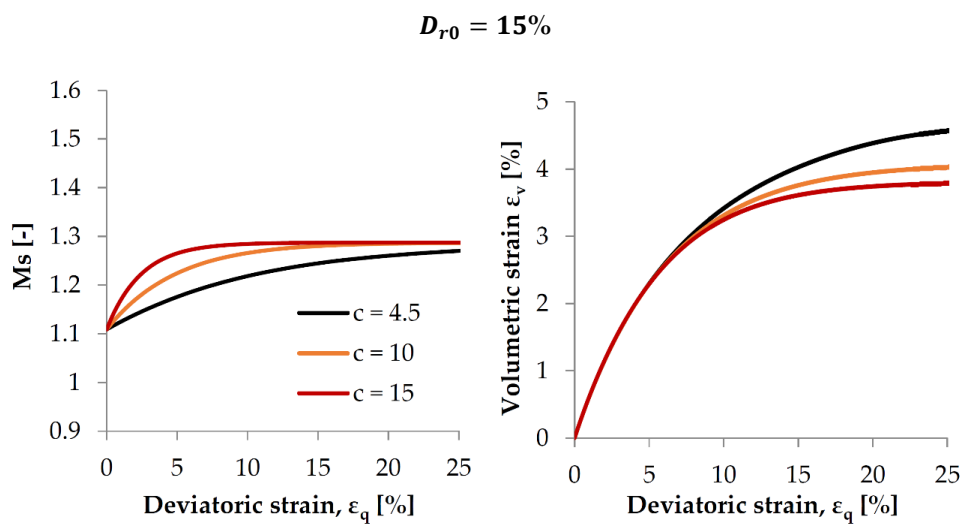 D_{r0} = 15%
Ms [-]
1.6
1.5
1.4
1.3
1.2
1.1
1
0.9
c = 4.5
c = 10
c = 15
0 5 10 15 20 25
Deviatoric strain, ε_q [%]
Volumetric strain ε_v [%]
5
4
3
2
1
0
0 5 10 15 20 25
Deviatoric strain, ε_q [%]